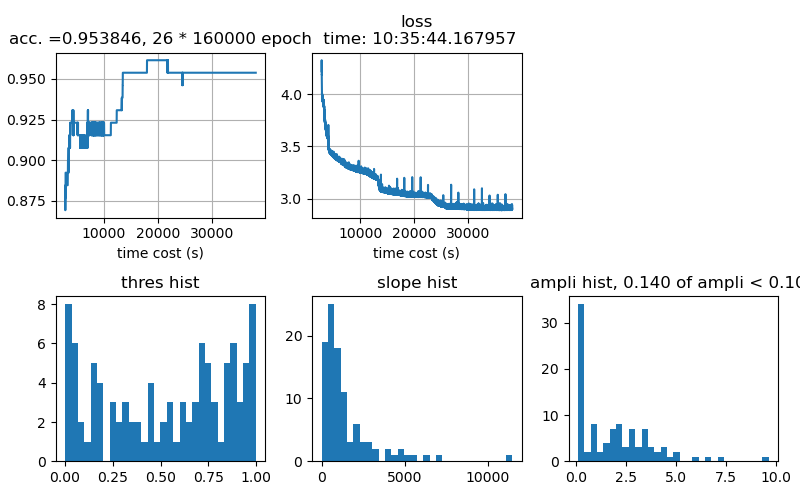 loss
acc. =0.953846, 26 * 160000 epoch time: 10:35:44.167957
0.950
0.925
0.900
0.875
10000 20000 30000
time cost (s)
4.0
3.5
3.0
10000 20000 30000
time cost (s)
thres hist
8
6
4
2
0
0.00 0.25 0.50 0.75 1.00
slope hist
20
10
0
0 5000 10000
ampli hist, 0.140 of ampli < 0.10
30
20
10
0
0.0 2.5 5.0 7.5 10.0